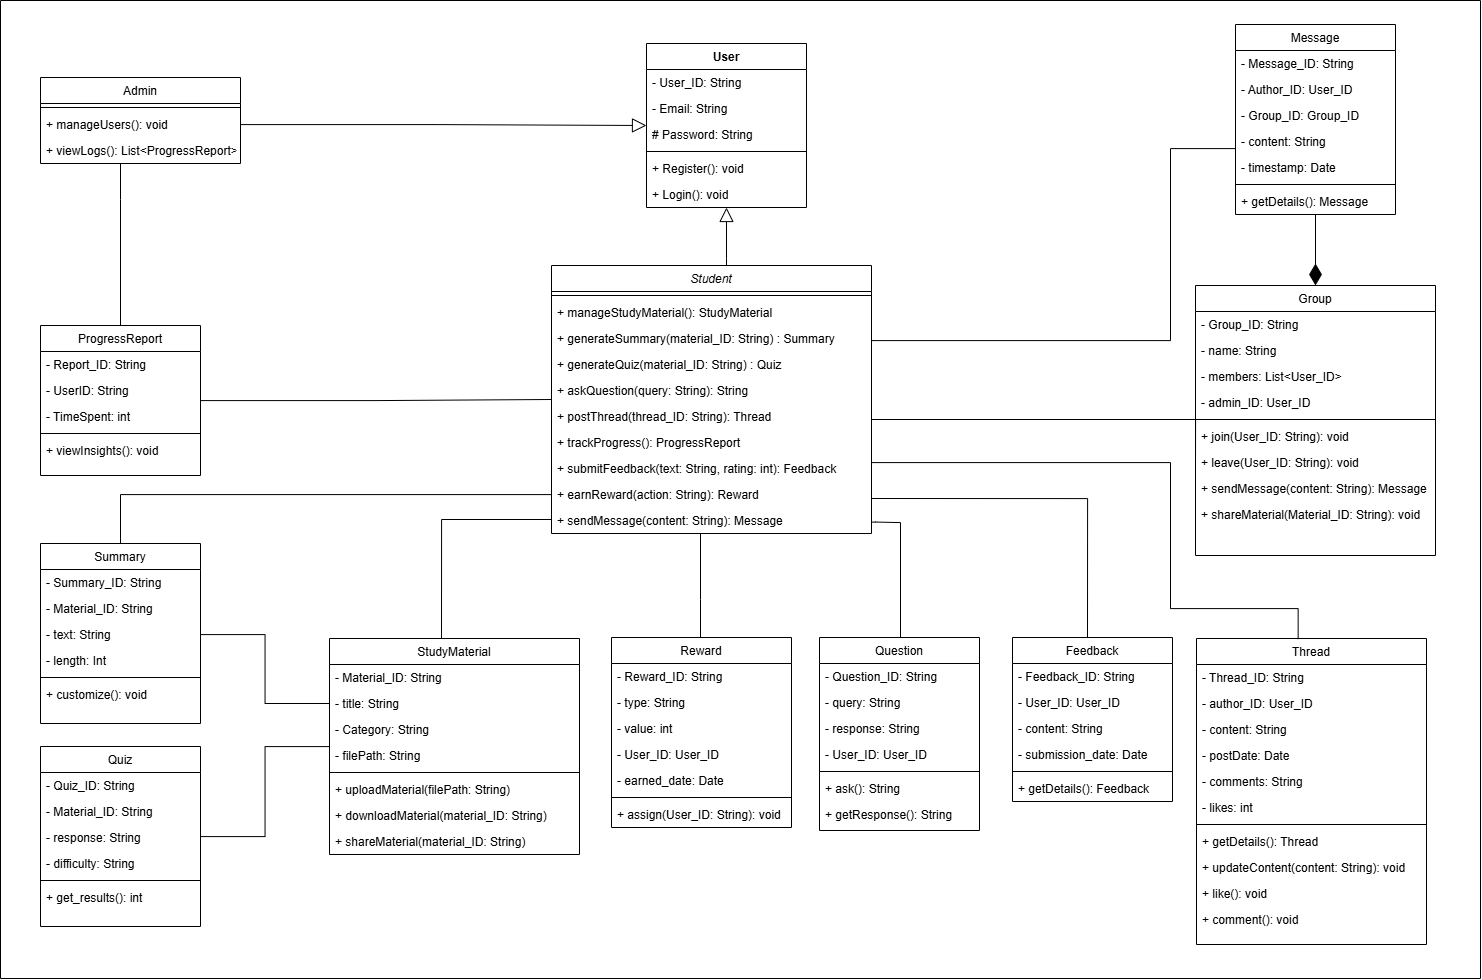 Admin
+ manageUsers(): void
+ viewLogs(): List<ProgressReport>
User
- User_ID: String
- Email: String
# Password: String
+ Register(): void
+ Login(): void
Message
- Message_ID: String
- Author_ID: User_ID
- Group_ID: Group_ID
- content: String
- timestamp: Date
+ getDetails(): Message
Student
+ manageStudyMaterial(): StudyMaterial
+ generateSummary(material_ID: String) : Summary
+ generateQuiz(material_ID: String) : Quiz
+ askQuestion(query: String): String
+ postThread(thread_ID: String): Thread
+ trackProgress(): ProgressReport
+ submitFeedback(text: String, rating: int): Feedback
+ earnReward(action: String): Reward
+ sendMessage(content: String): Message
Group
- Group_ID: String
- name: String
- members: List<User_ID>
- admin_ID: User_ID
+ join(User_ID: String): void
+ leave(User_ID: String): void
+ sendMessage(content: String): Message
+ shareMaterial(Material_ID: String): void
ProgressReport
- Report_ID: String
- UserID: String
- TimeSpent: int
+ viewInsights(): void
Summary
- Summary_ID: String
- Material_ID: String
- text: String
- length: Int
+ customize(): void
Quiz
- Quiz_ID: String
- Material_ID: String
- response: String
- difficulty: String
+ get_results(): int
StudyMaterial
- Material_ID: String
- title: String
- Category: String
- filePath: String
+ uploadMaterial(filePath: String)
+ downloadMaterial(material_ID: String)
+ shareMaterial(material_ID: String)
Reward
- Reward_ID: String
- type: String
- value: int
- User_ID: User_ID
- earned_date: Date
+ assign(User_ID: String): void
Question
- Question_ID: String
- query: String
- response: String
- User_ID: User_ID
+ ask(): String
+ getResponse(): String
Feedback
- Feedback_ID: String
- User_ID: User_ID
- content: String
- submission_date: Date
+ getDetails(): Feedback
Thread
- Thread_ID: String
- author_ID: User_ID
- content: String
- postDate: Date
- comments: String
- likes: int
+ getDetails(): Thread
+ updateContent(content: String): void
+ like(): void
+ comment(): void